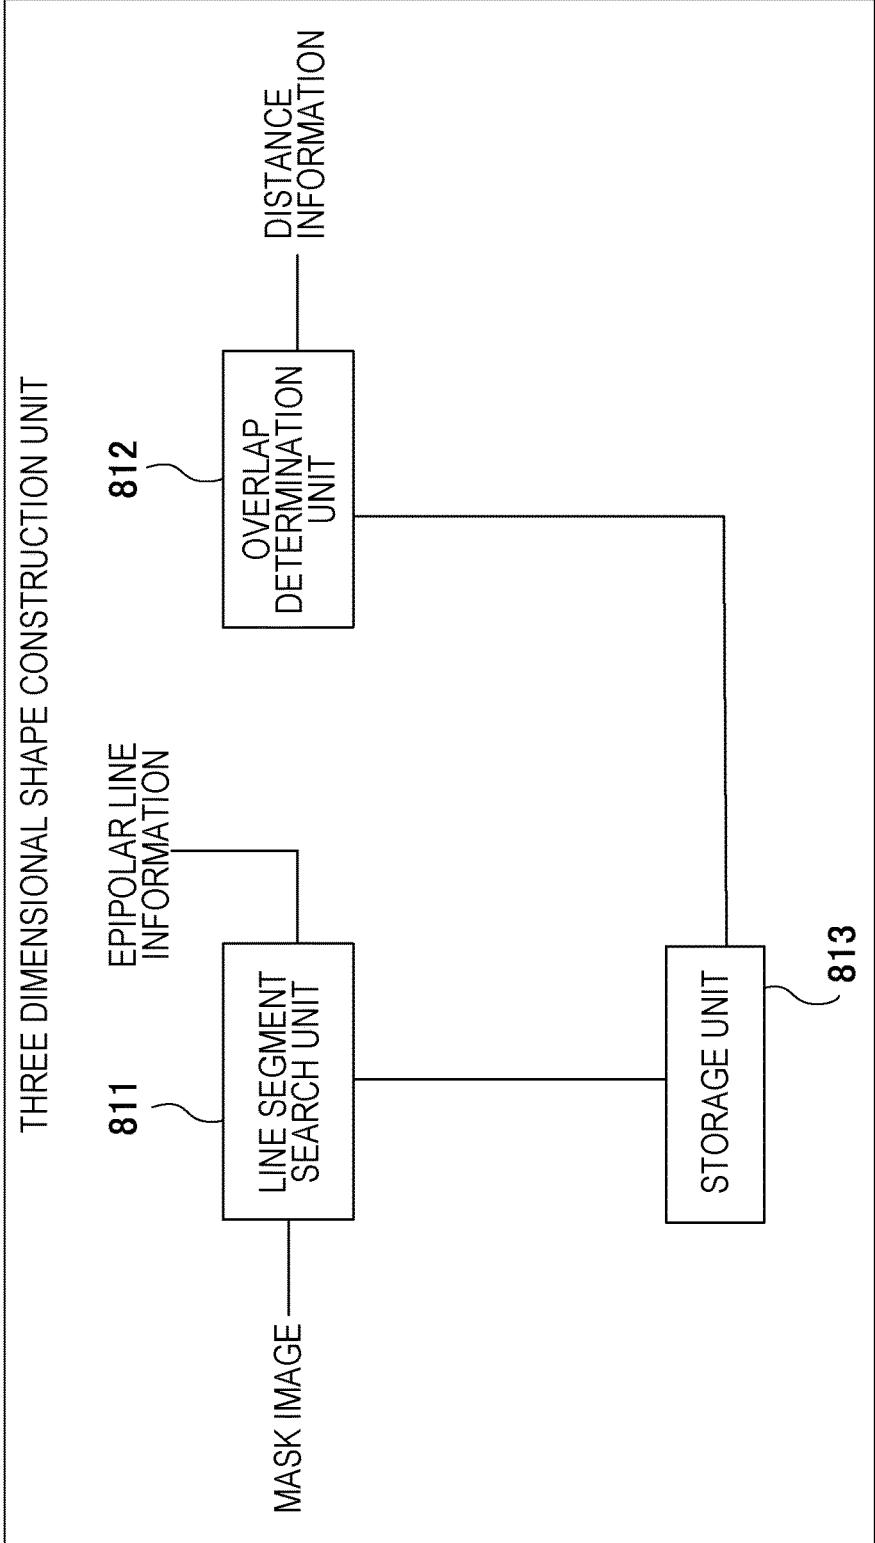 THREE DIMENSIONAL SHAPE CONSTRUCTION UNIT
EPIPOLAR LINE
INFORMATION
811
812
MASK IMAGE
LINE SEGMENT
SEARCH UNIT
OVERLAP
DETERMINATION
UNIT
DISTANCE
INFORMATION
STORAGE UNIT
813